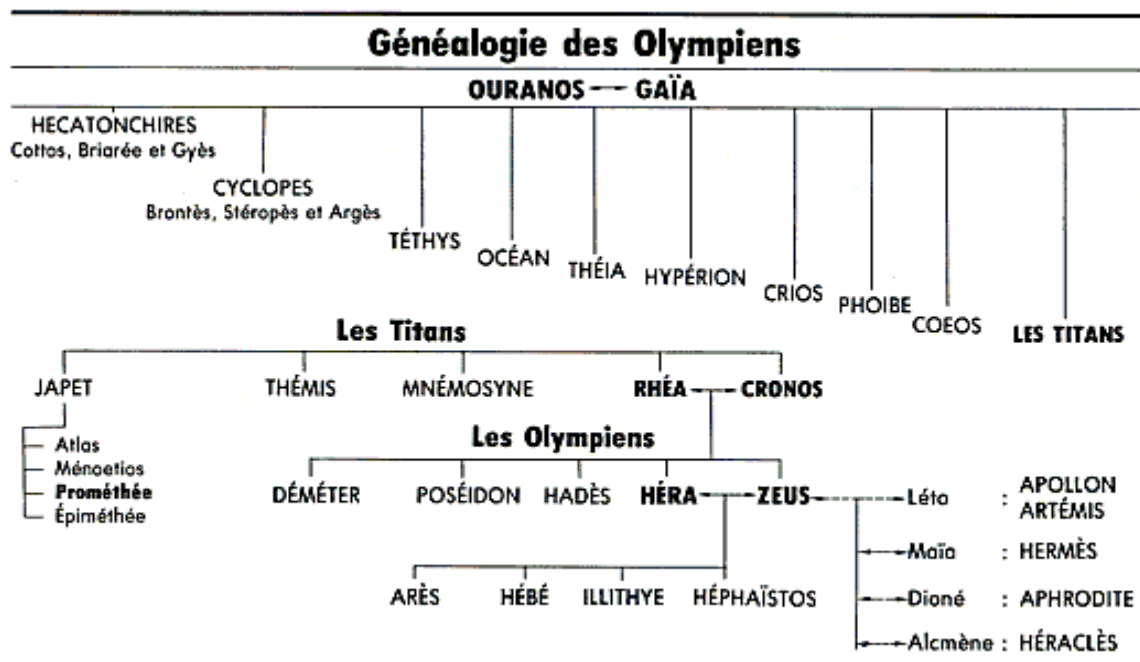 Généalogie des Olympiens
OURANOS GAÏA
HECATONCHIRES
Cottos, Briarée et Gyès
CYCLOPES
Brontès, Stéropès et Argès
TÉTHYS
OCÉAN
THÉIA
HYPÉRION
CRIOS
PHOIBE
COEOS
LES TITANS
Les Titans
JAPET THÉMIS MNÉMOSYNE RHÉA CRONOS
Atlas
Ménoetios
Prométhée
Épiméthée
Les Olympiens
DÉMÉTER POSÉIDON HADÈS HÉRA ZEUS
Léto : APOLLON
ARTÉMIS
Maïa : HERMÈS
Dioné : APHRODITE
Alcmène : HÉRACLÈS
ARÈS HÉBÉ ILLITHYE HÉPHAÏSTOS